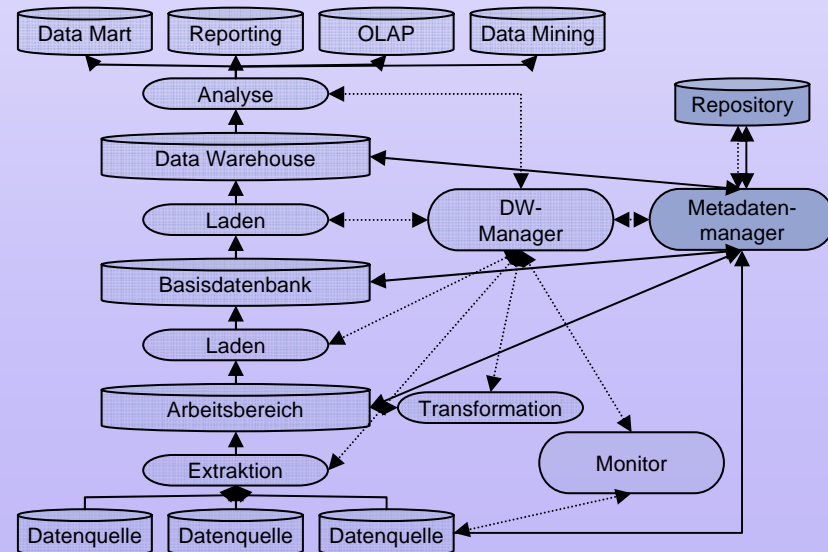 Data Mart
Reporting
OLAP
Data Mining
Analyse
Repository
Data Warehouse
Laden
DW-
Manager
Metadaten-
manager
Basisdatenbank
Laden
Arbeitsbereich
Transformation
Extraktion
Monitor
Datenquelle
Datenquelle
Datenquelle